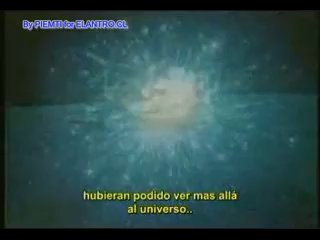 By PIEMTI for ELANTRO.CL
hubieran podido ver mas allá
al universo..